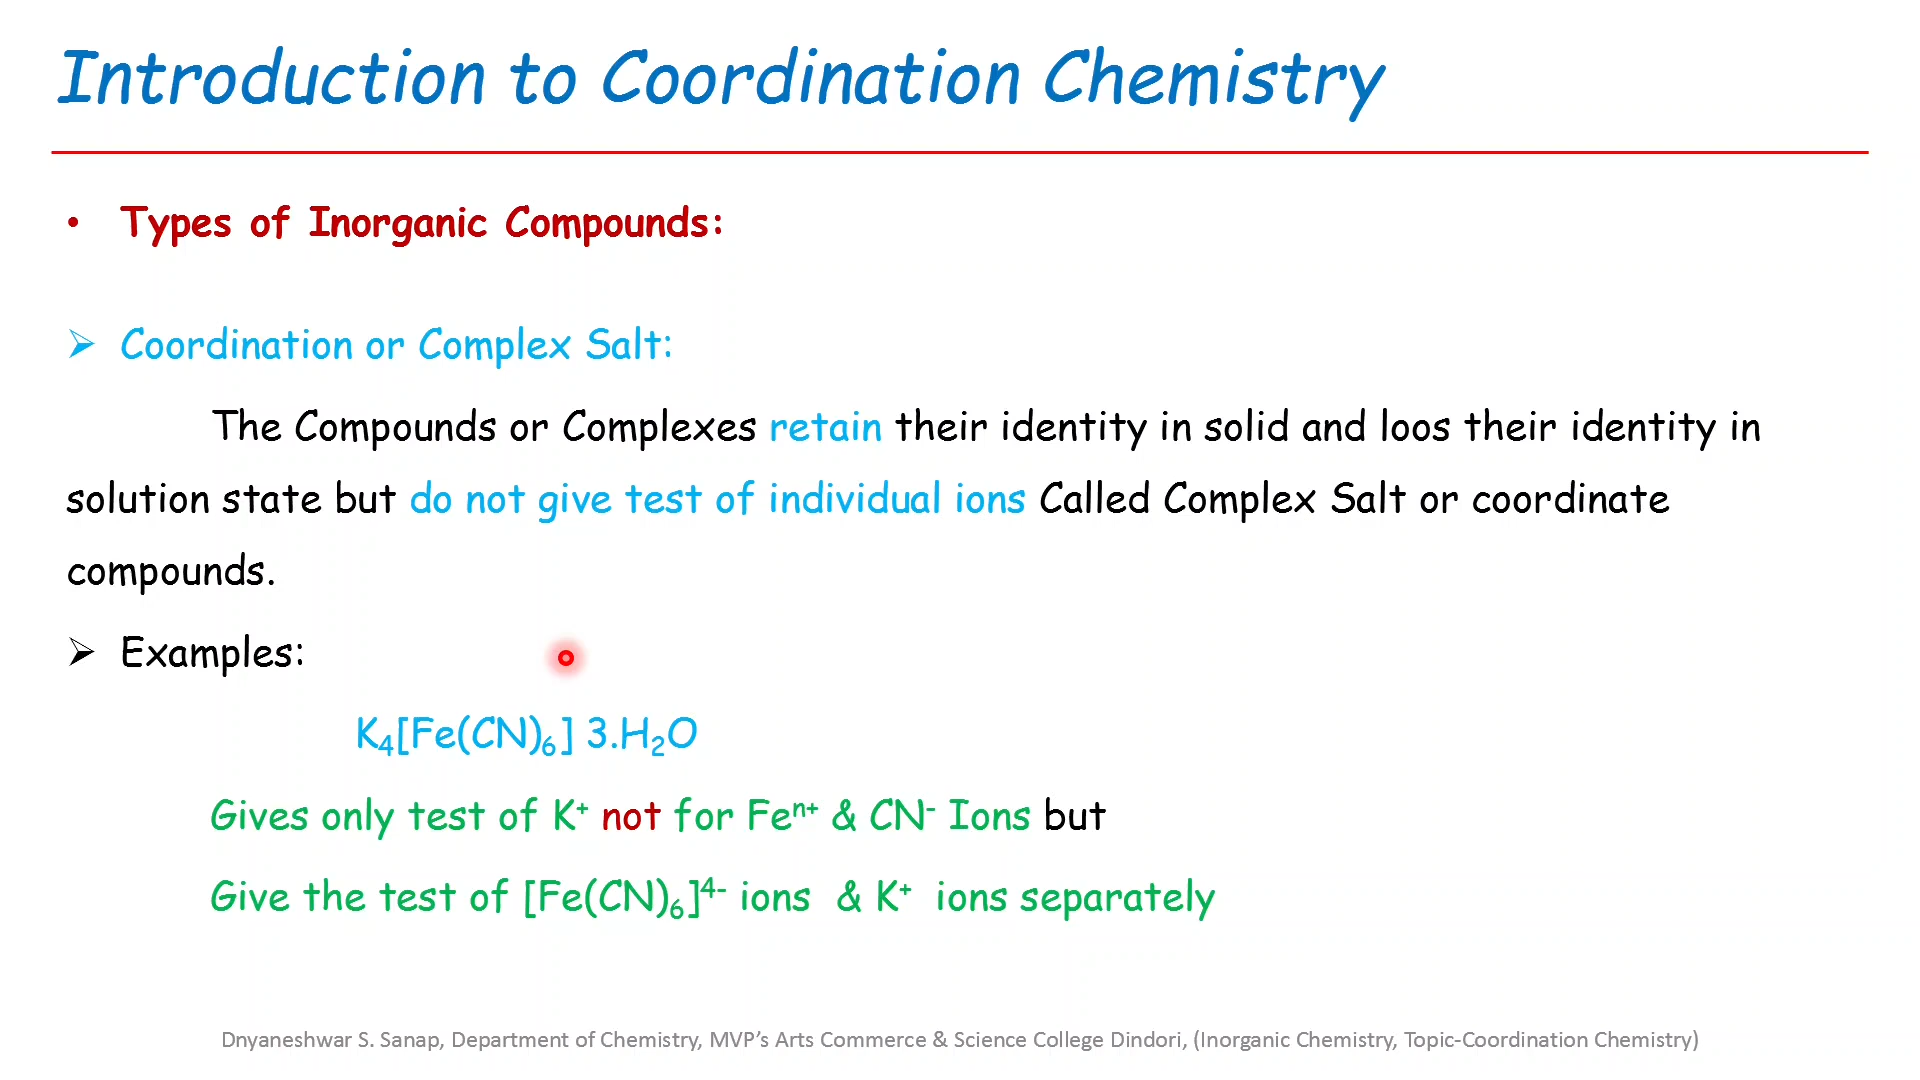 Introduction to Coordination Chemistry
• Types of Inorganic Compounds:
➢ Coordination or Complex Salt:
The Compounds or Complexes retain their identity in solid and loos their identity in
solution state but do not give test of individual ions Called Complex Salt or coordinate
compounds.
➢ Examples:
K₄[Fe(CN)₆] 3.H₂O
Gives only test of K⁺ not for Feⁿ⁺ & CN⁻ Ions but
Give the test of [Fe(CN)₆]⁴⁻ ions & K⁺ ions separately
Dnyaneshwar S. Sanap, Department of Chemistry, MVP’s Arts Commerce & Science College Dindori, (Inorganic Chemistry, Topic-Coordination Chemistry)